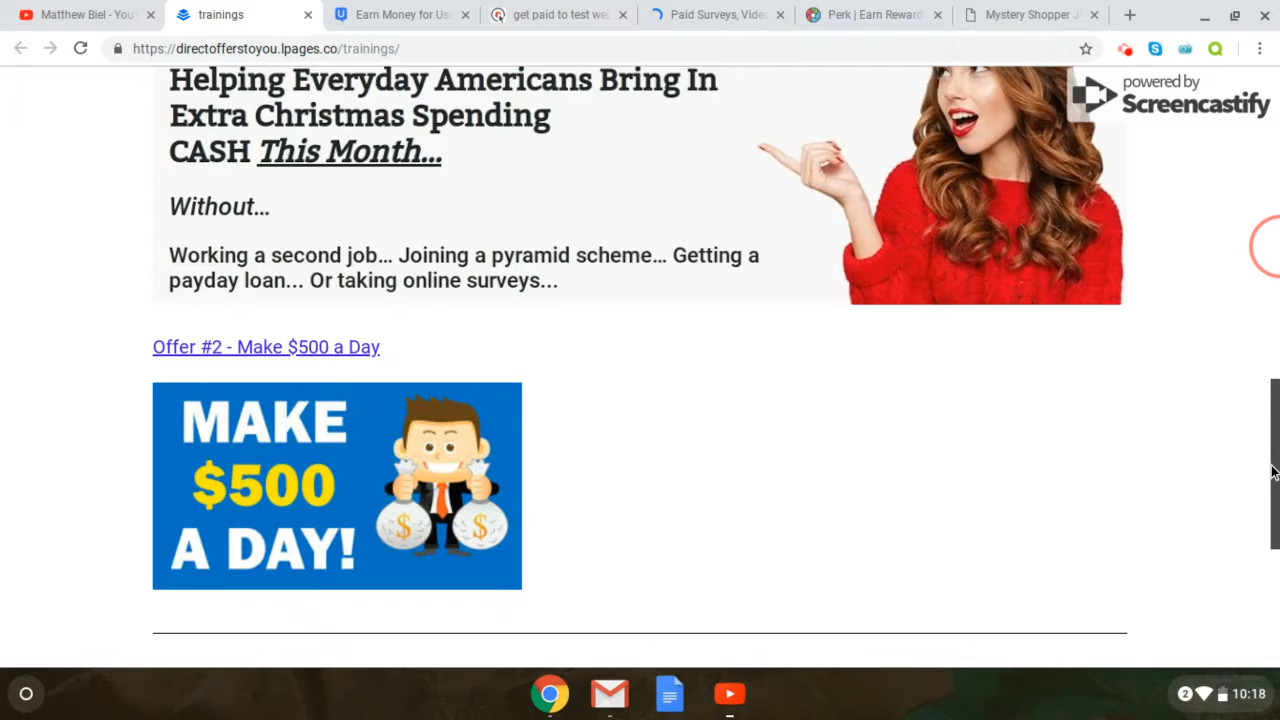 Matthew Biel - You
trainings
Earn Money for Use
get paid to test we
Paid Surveys, Vide
Perk | Earn Reward
Mystery Shopper J
https://directofferstoyou.lpages.co/trainings/
Helping Everyday Americans Bring In
Extra Christmas Spending
CASH This Month...
powered by
Screencastify
Without...
Working a second job... Joining a pyramid scheme... Getting a
payday loan... Or taking online surveys...
Offer #2 - Make $500 a Day
MAKE
$500
A DAY!
$ $
2
10:18